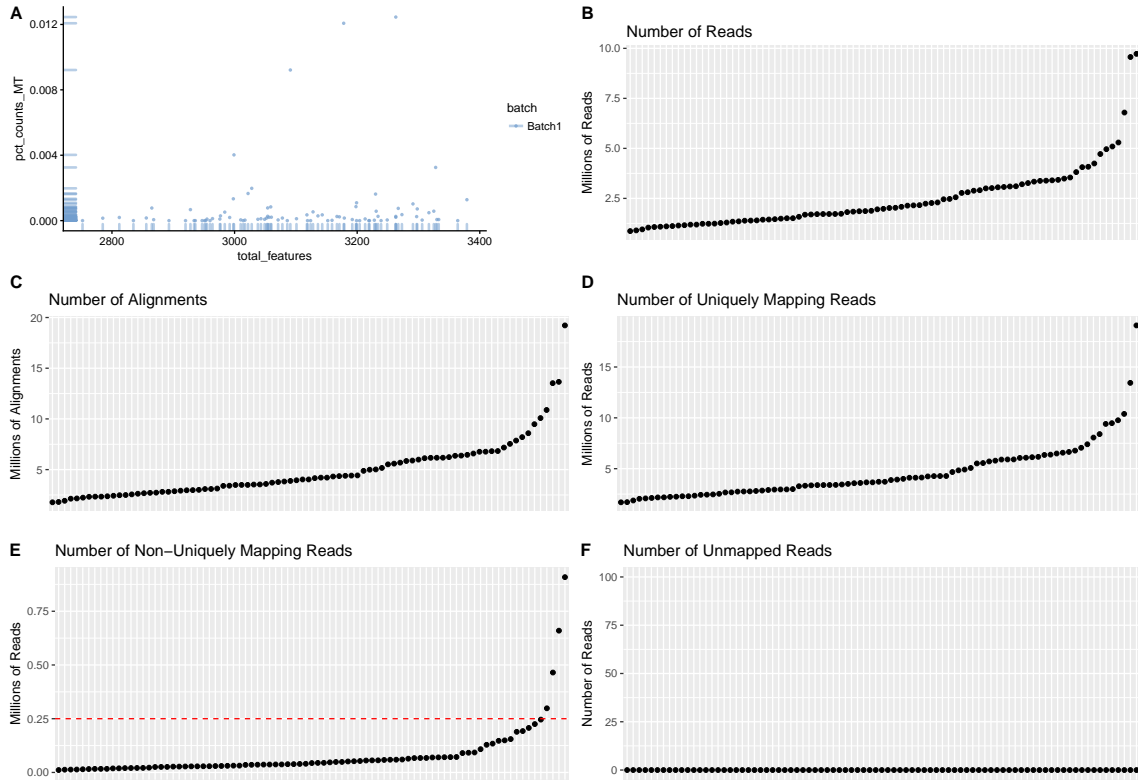 A
0.012
0.008
0.004
0.000
pct_counts_MT
2800
3000
3200
3400
total_features
batch
Batch1
B
Number of Reads
10.0
7.5
5.0
2.5
Millions of Reads
C
Number of Alignments
20
15
10
5
Millions of Alignments
D
Number of Uniquely Mapping Reads
15
10
5
Millions of Reads
E
Number of Non−Uniquely Mapping Reads
0.75
0.50
0.25
0.00
Millions of Reads
F
Number of Unmapped Reads
100
75
50
25
0
Number of Reads